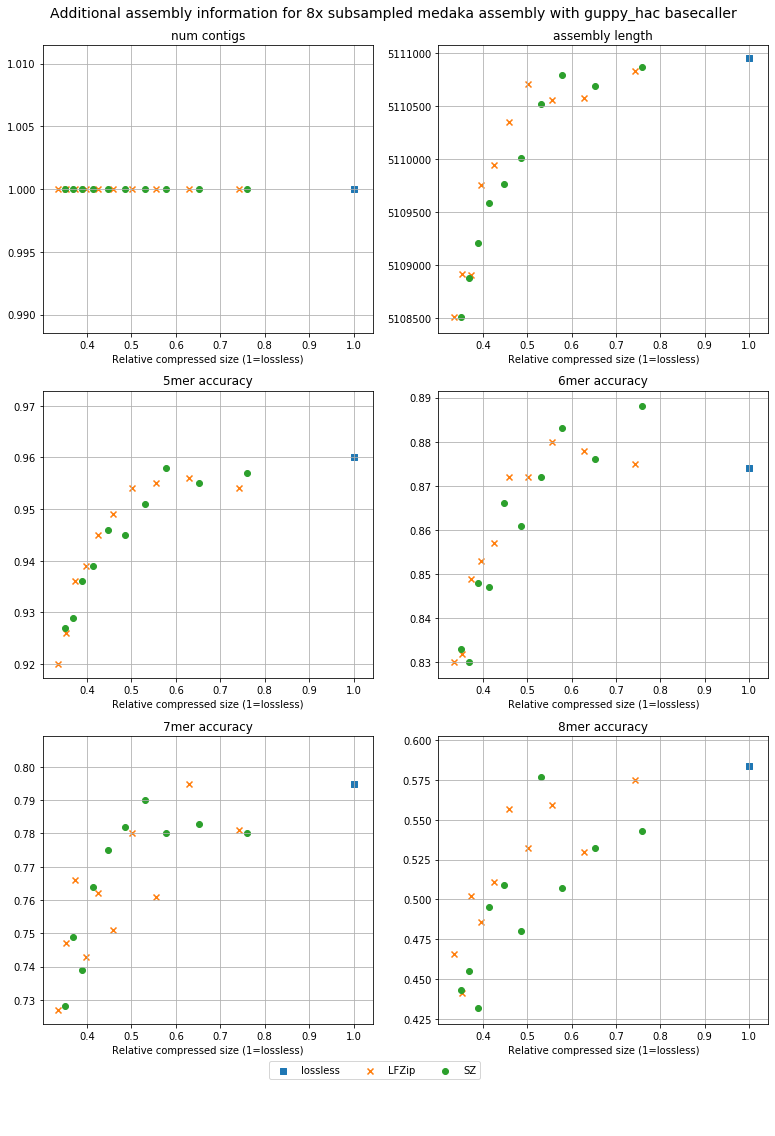 Additional assembly information for 8x subsampled medaka assembly with guppy_hac basecaller
num contigs
1.010
1.005
1.000
0.995
0.990
0.4 0.5 0.6 0.7 0.8 0.9 1.0
Relative compressed size (1=lossless)
assembly length
5111000
5110500
5110000
5109500
5109000
5108500
0.4 0.5 0.6 0.7 0.8 0.9 1.0
Relative compressed size (1=lossless)
5mer accuracy
0.97
0.96
0.95
0.94
0.93
0.92
0.4 0.5 0.6 0.7 0.8 0.9 1.0
Relative compressed size (1=lossless)
6mer accuracy
0.89
0.88
0.87
0.86
0.85
0.84
0.83
0.4 0.5 0.6 0.7 0.8 0.9 1.0
Relative compressed size (1=lossless)
7mer accuracy
0.80
0.79
0.78
0.77
0.76
0.75
0.74
0.73
0.4 0.5 0.6 0.7 0.8 0.9 1.0
Relative compressed size (1=lossless)
8mer accuracy
0.600
0.575
0.550
0.525
0.500
0.475
0.450
0.425
0.4 0.5 0.6 0.7 0.8 0.9 1.0
Relative compressed size (1=lossless)
lossless LFZip SZ